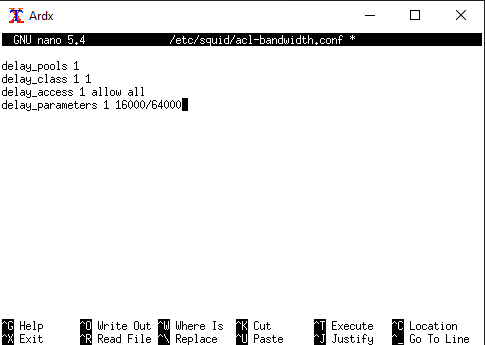 Ardx
GNU nano 5.4 /etc/squid/acl-bandwidth.conf *
delay_pools 1
delay_class 1 1
delay_access 1 allow all
delay_parameters 1 16000/64000
^G Help ^O Write Out ^W Where Is ^K Cut ^T Execute ^C Location
^X Exit ^R Read File ^\ Replace ^U Paste ^J Justify ^_ Go To Line